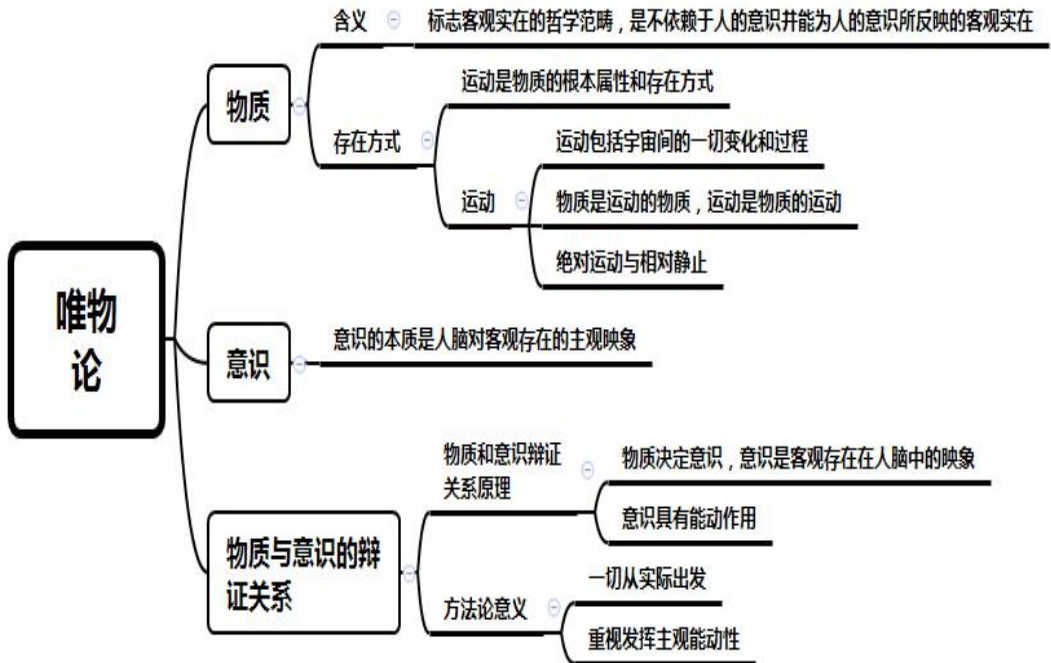 唯物
论
物质
含义
标志客观实在的哲学范畴，是不依赖于人的意识并能为人的意识所反映的客观实在
存在方式
运动是物质的根本属性和存在方式
运动
运动包括宇宙间的一切变化和过程
物质是运动的物质，运动是物质的运动
绝对运动与相对静止
意识
意识的本质是人脑对客观存在的主观映象
物质与意识的辩
证关系
物质和意识辩证
关系原理
物质决定意识，意识是客观存在在人脑中的映象
意识具有能动作用
方法论意义
一切从实际出发
重视发挥主观能动性